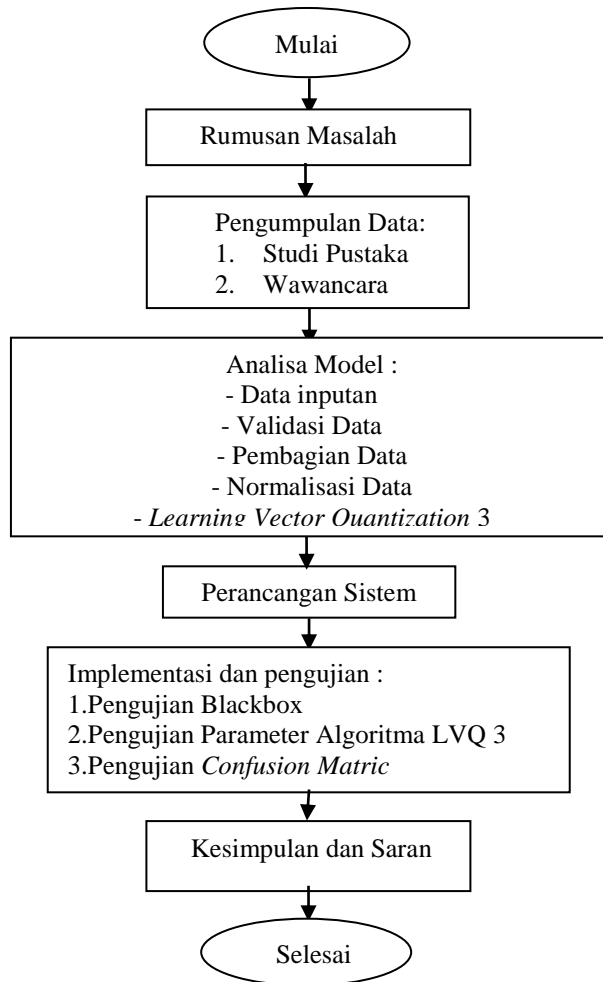 Mulai
Rumusan Masalah
Pengumpulan Data:
1. Studi Pustaka
2. Wawancara
Analisa Model :
- Data inputan
- Validasi Data
- Pembagian Data
- Normalisasi Data
- Learning Vector Quantization 3
Perancangan Sistem
Implementasi dan pengujian :
1.Pengujian Blackbox
2.Pengujian Parameter Algoritma LVQ 3
3.Pengujian Confusion Matric
Kesimpulan dan Saran
Selesai